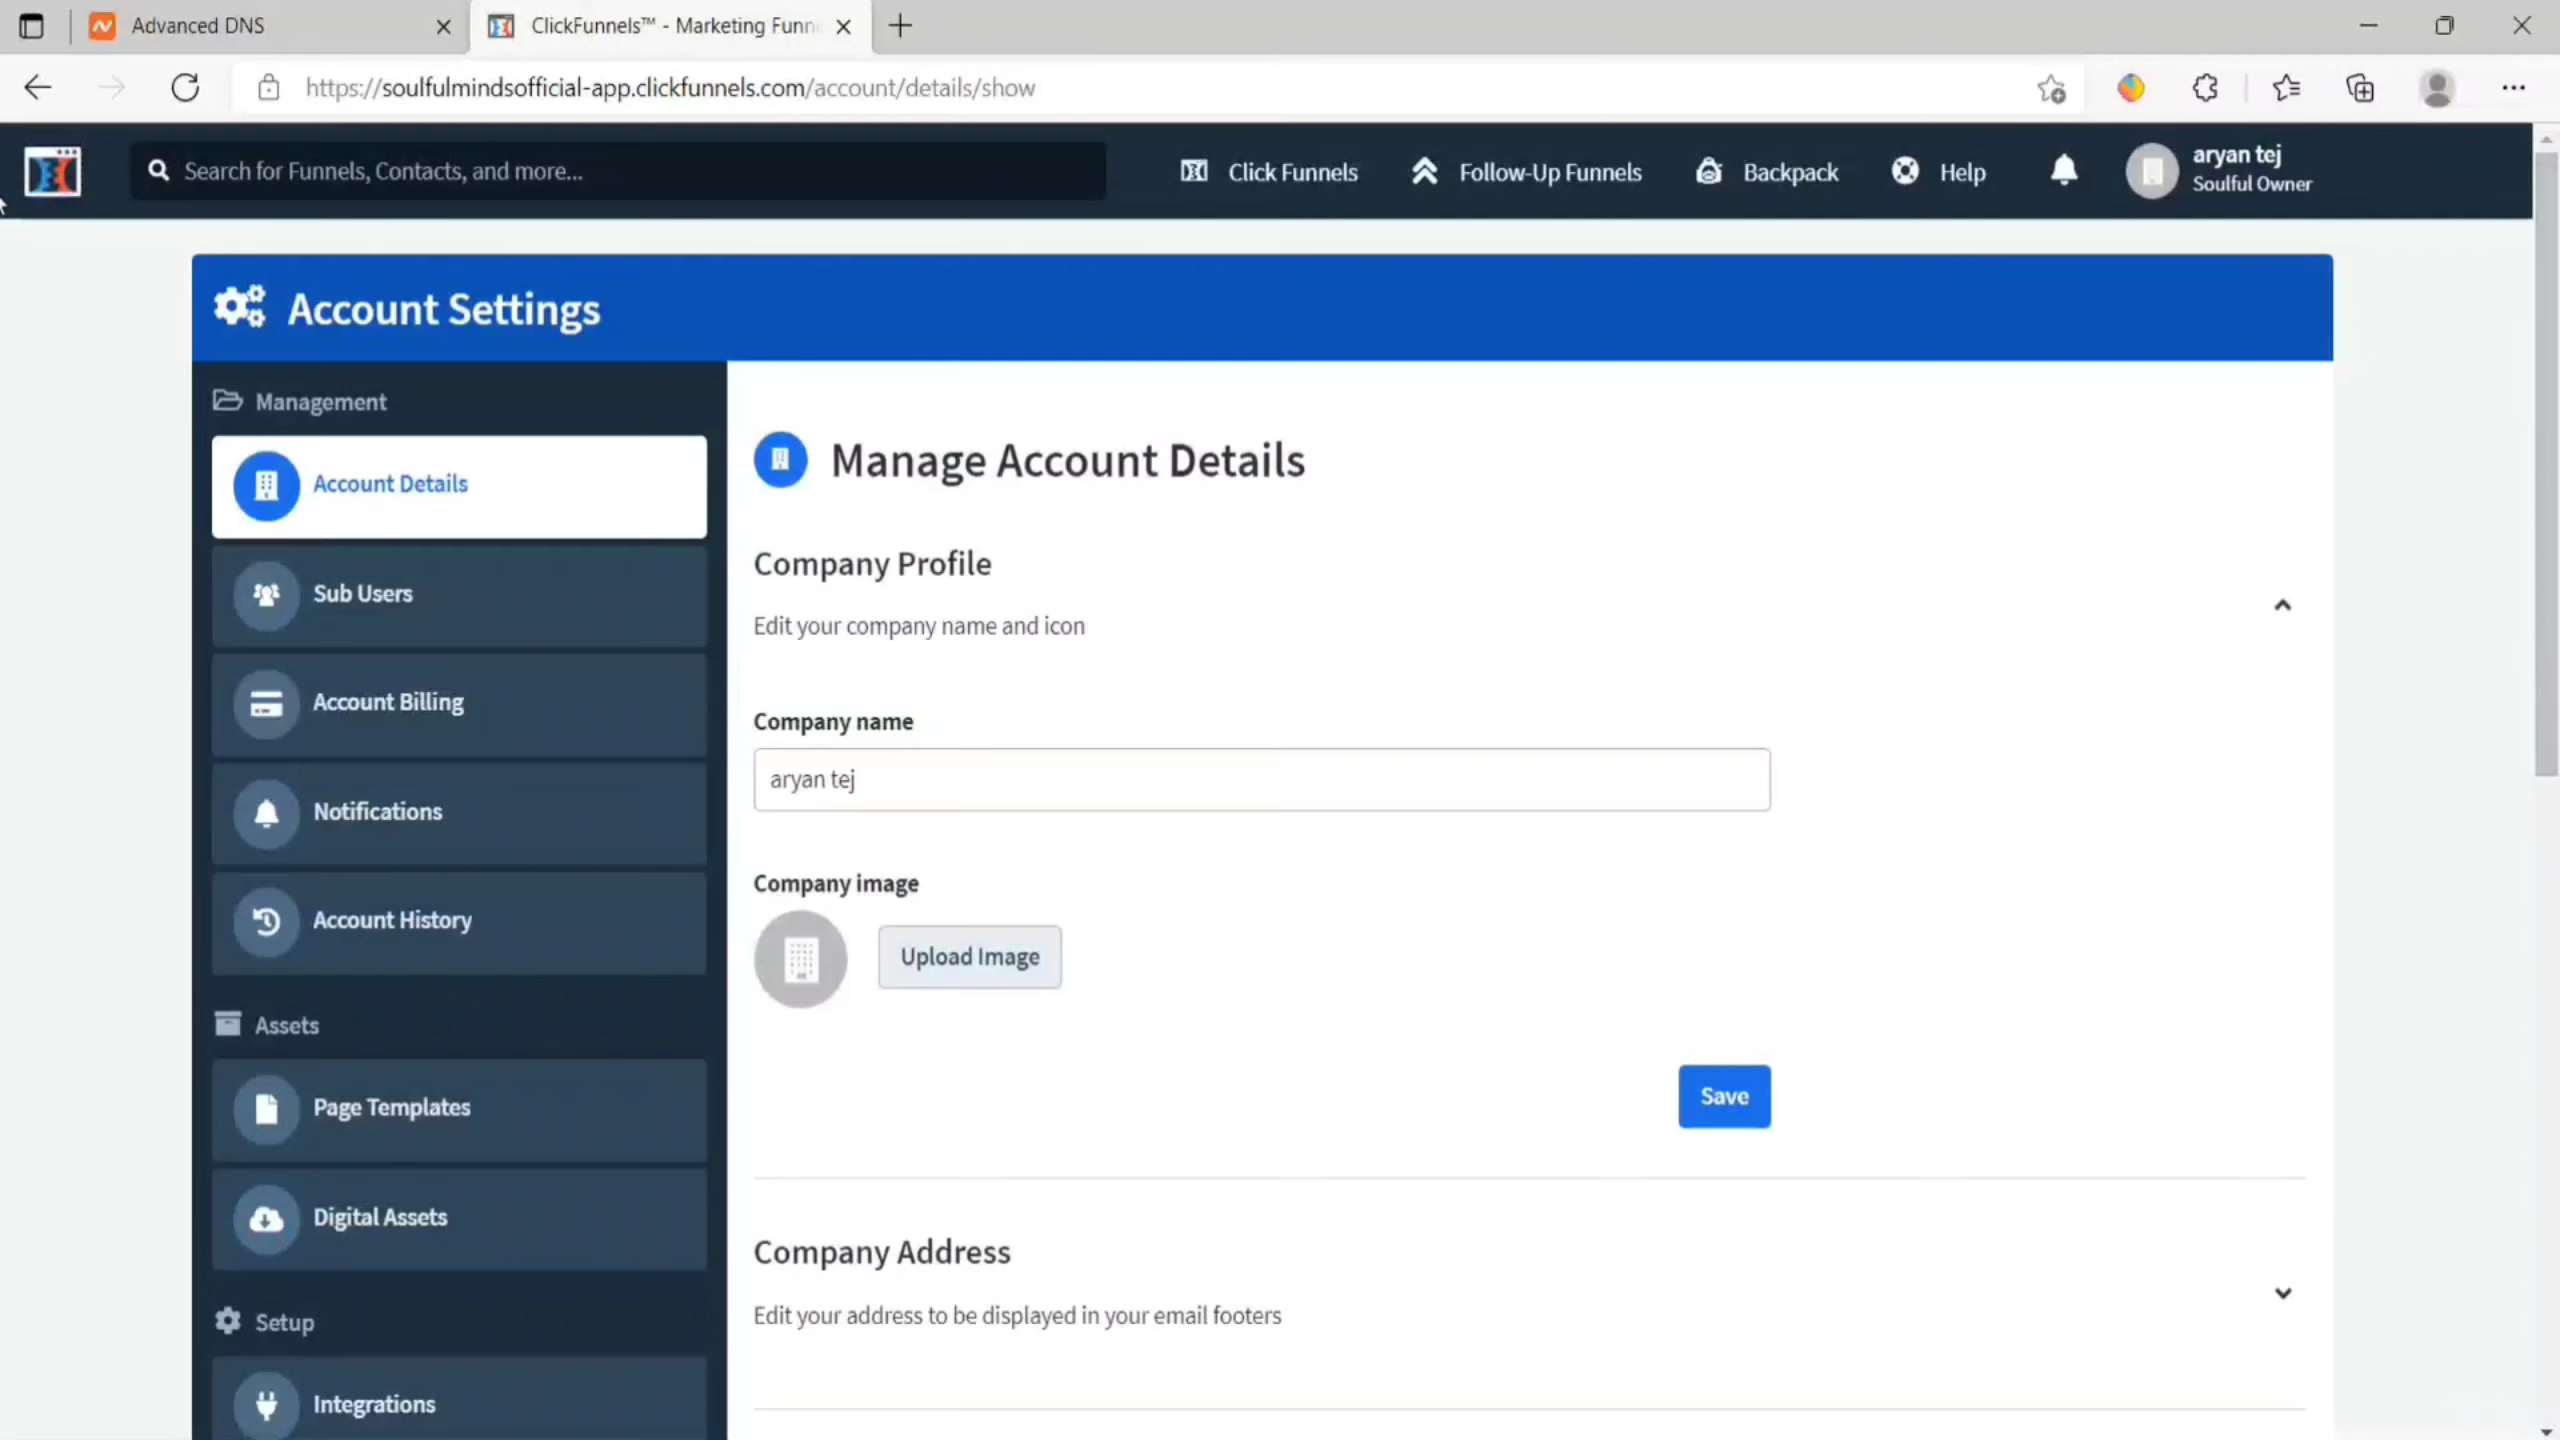 Advanced DNS
ClickFunnels™ - Marketing Funn
https://soulfulmindsofficial-app.clickfunnels.com/account/details/show
Search for Funnels, Contacts, and more...
Click Funnels
Follow-Up Funnels
Backpack
Help
aryan tej
Soulful Owner
Account Settings
Management
Account Details
Sub Users
Account Billing
Notifications
Account History
Assets
Page Templates
Digital Assets
Setup
Integrations
Manage Account Details
Company Profile
Edit your company name and icon
Company name
aryan tej
Company image
Upload Image
Save
Company Address
Edit your address to be displayed in your email footers